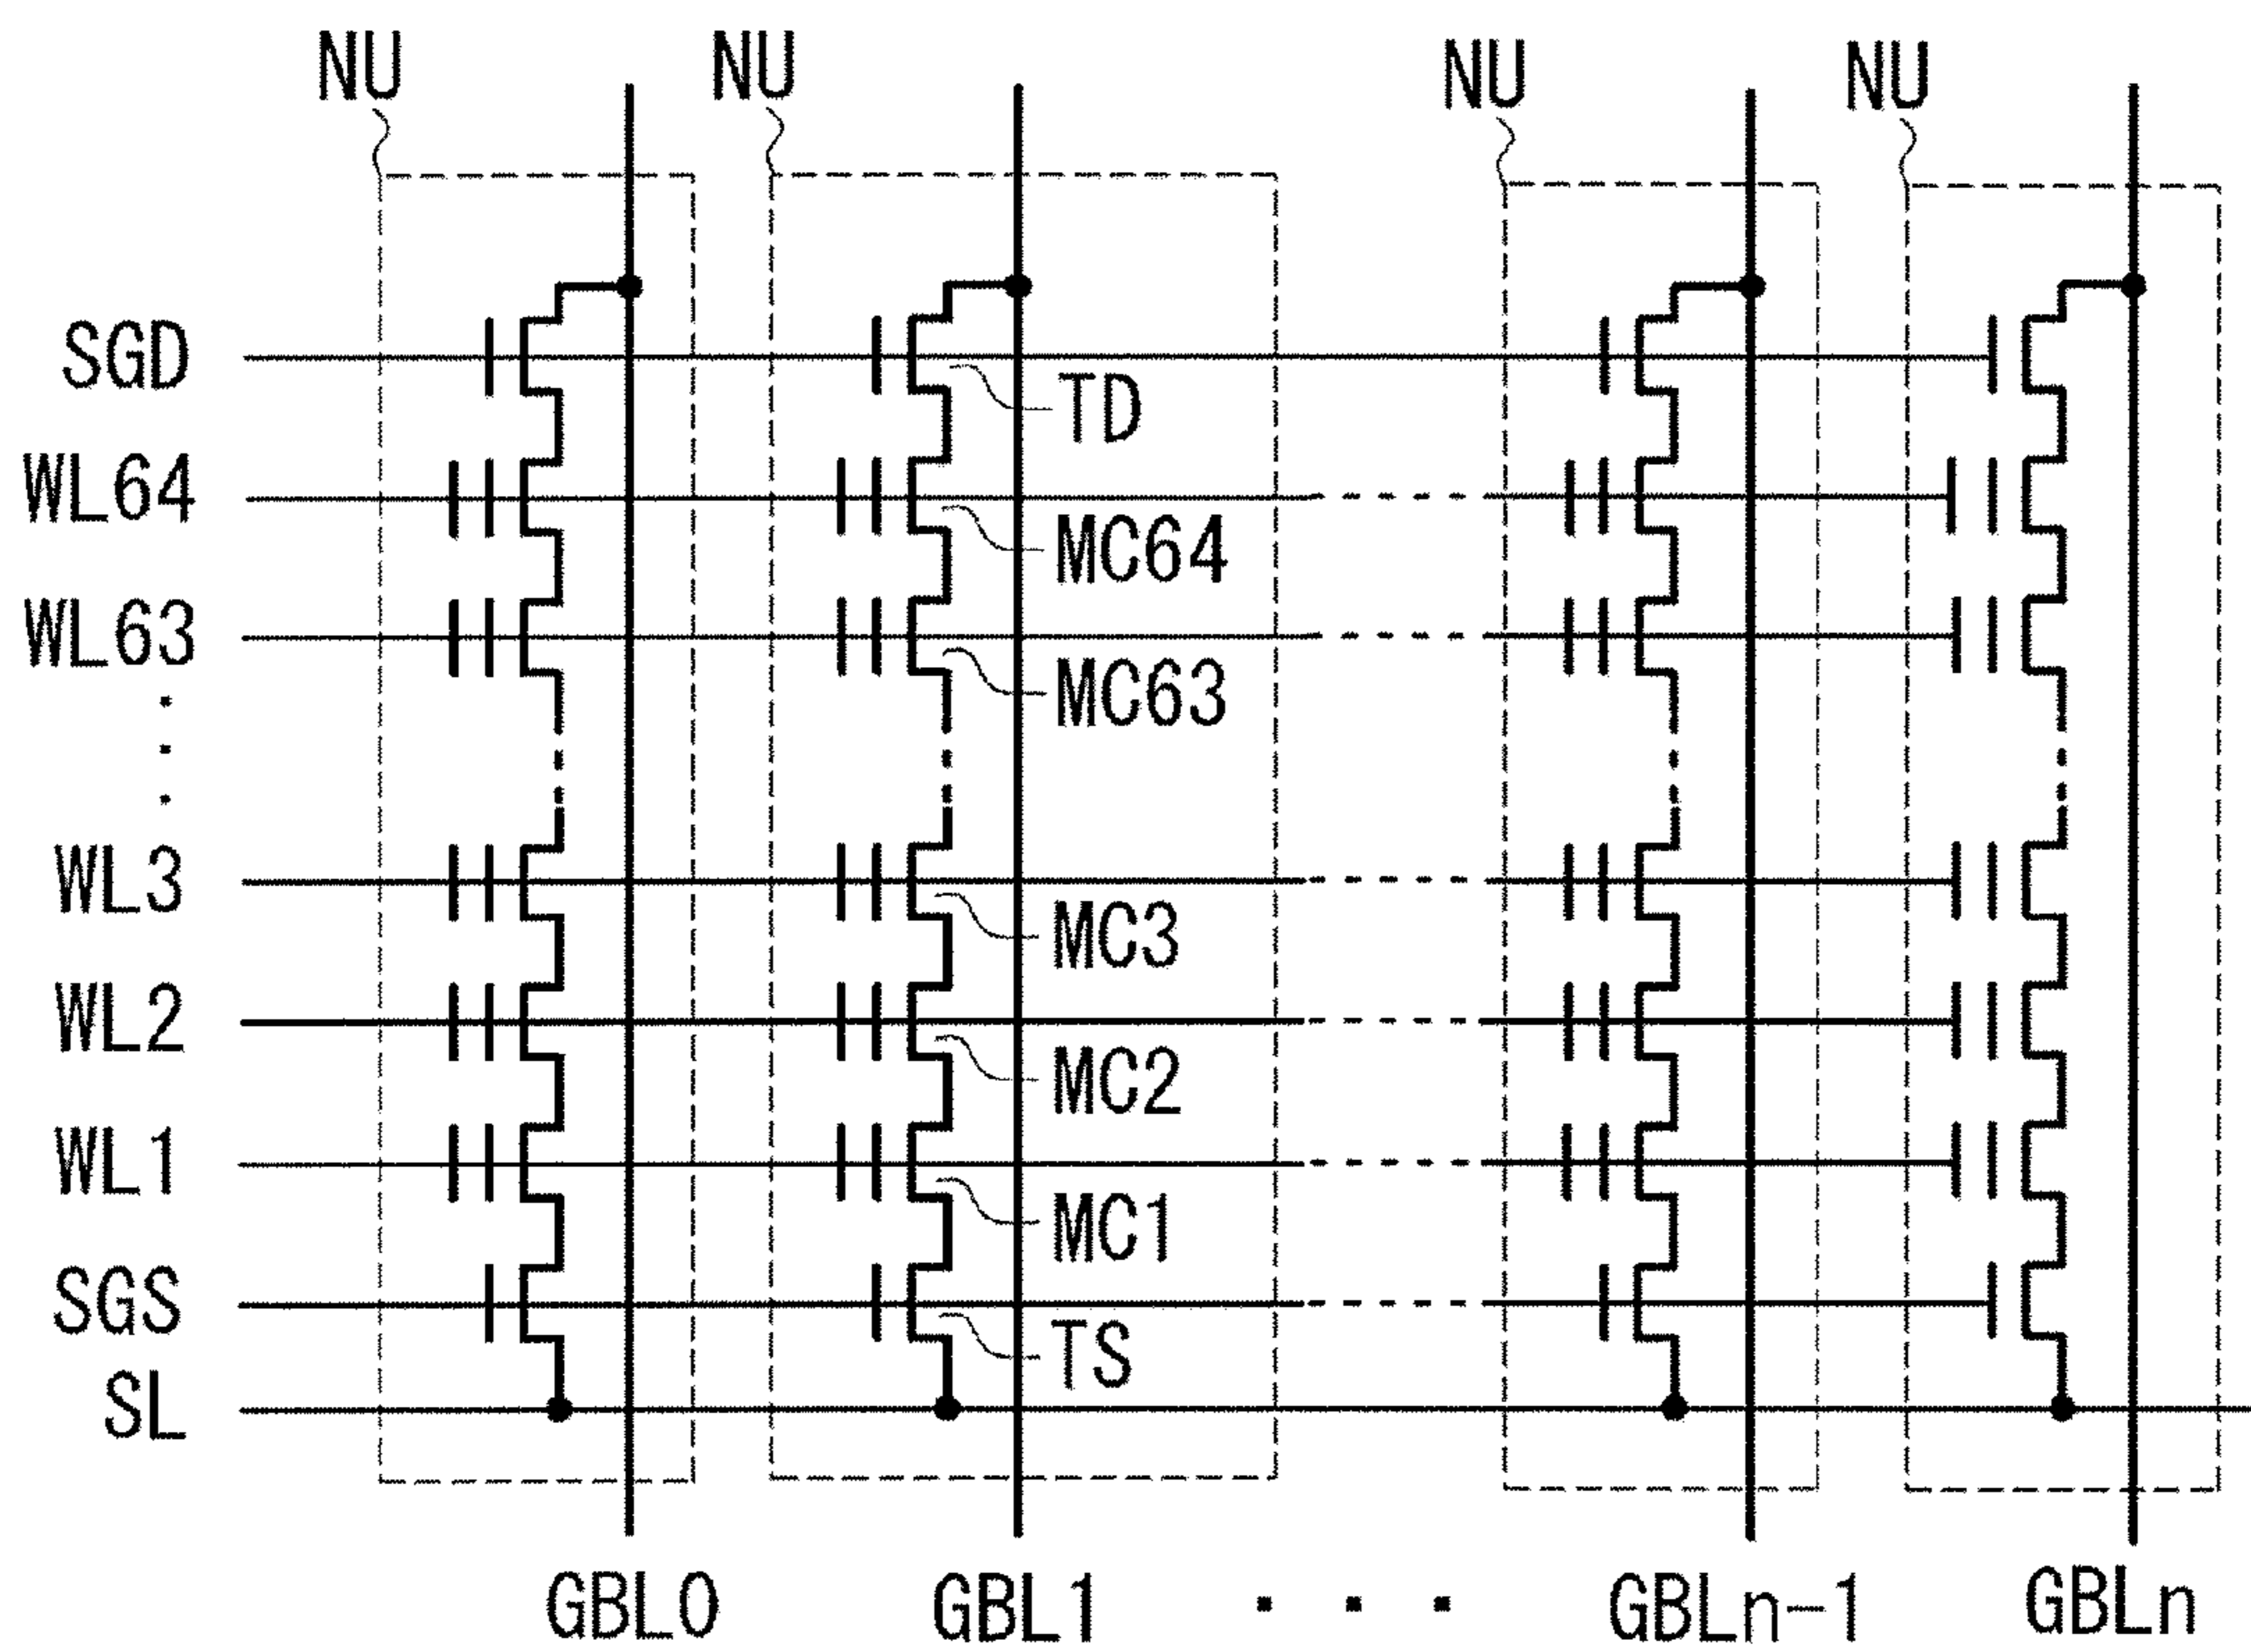 NU NU NU NU
SGD
TD
WL64
MC64
WL63
MC63
WL3
MC3
WL2
MC2
WL1
MC1
SGS
TS
SL
GBL0 GBL1 · · · GBLn-1 GBLn